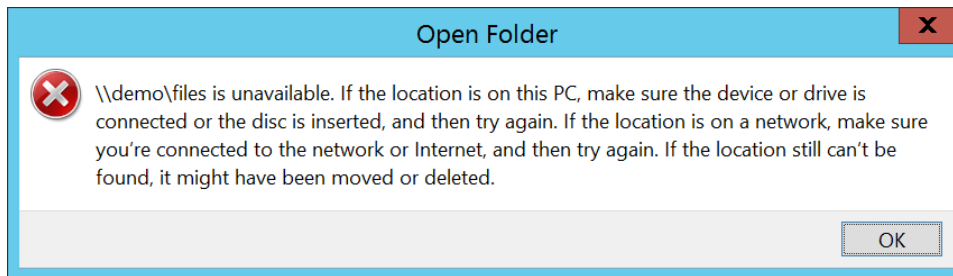 Open Folder
\\demo\files is unavailable. If the location is on this PC, make sure the device or drive is
connected or the disc is inserted, and then try again. If the location is on a network, make sure
you're connected to the network or Internet, and then try again. If the location still can't be
found, it might have been moved or deleted.
OK